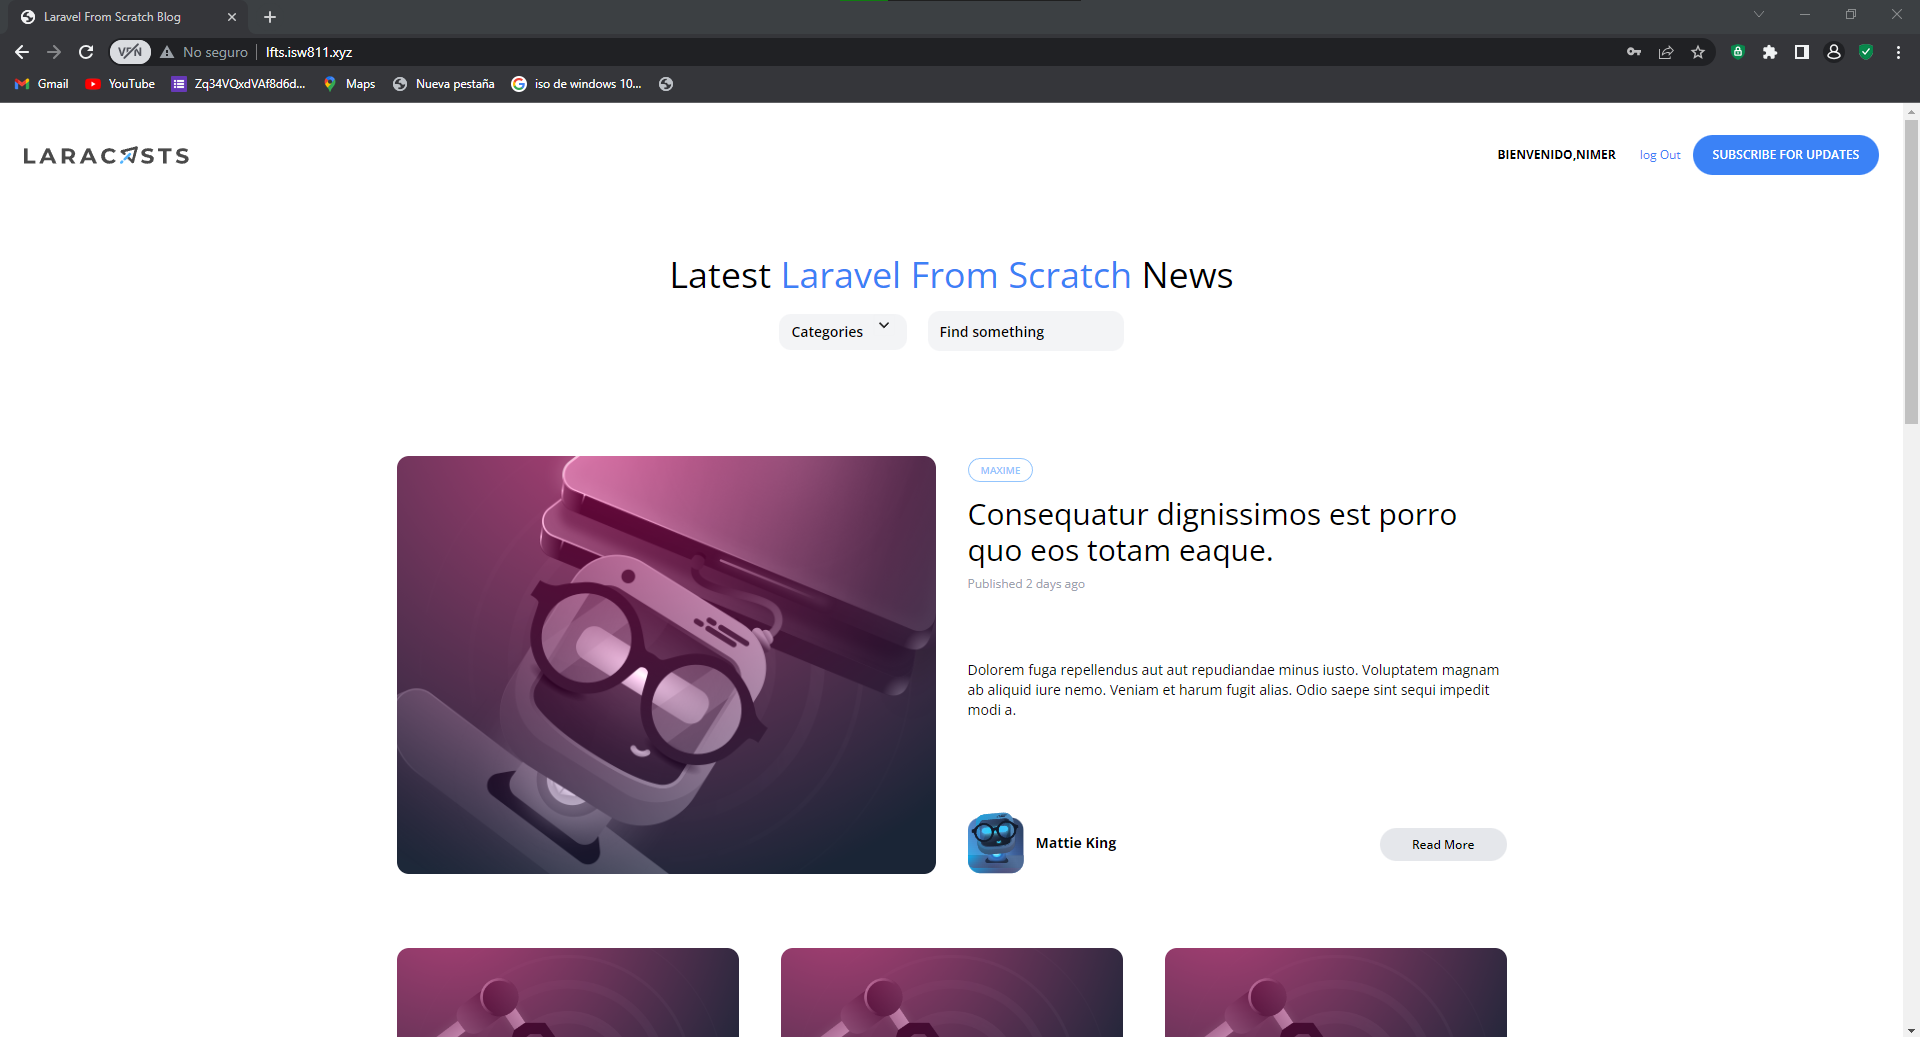 Laravel From Scratch Blog
VPN
No seguro
lfts.isw811.xyz
Gmail
YouTube
Zq34VQxdVAf8d6d...
Maps
Nueva pestaña
iso de windows 10...
LARACASTS
BIENVENIDO,NIMER
log Out
SUBSCRIBE FOR UPDATES
Latest Laravel From Scratch News
Categories
Find something
MAXIME
Consequatur dignissimos est porro
quo eos totam eaque.
Published 2 days ago
Dolorem fuga repellendus aut aut repudiandae minus iusto. Voluptatem magnam
ab aliquid iure nemo. Veniam et harum fugit alias. Odio saepe sint sequi impedit
modi a.
Mattie King
Read More